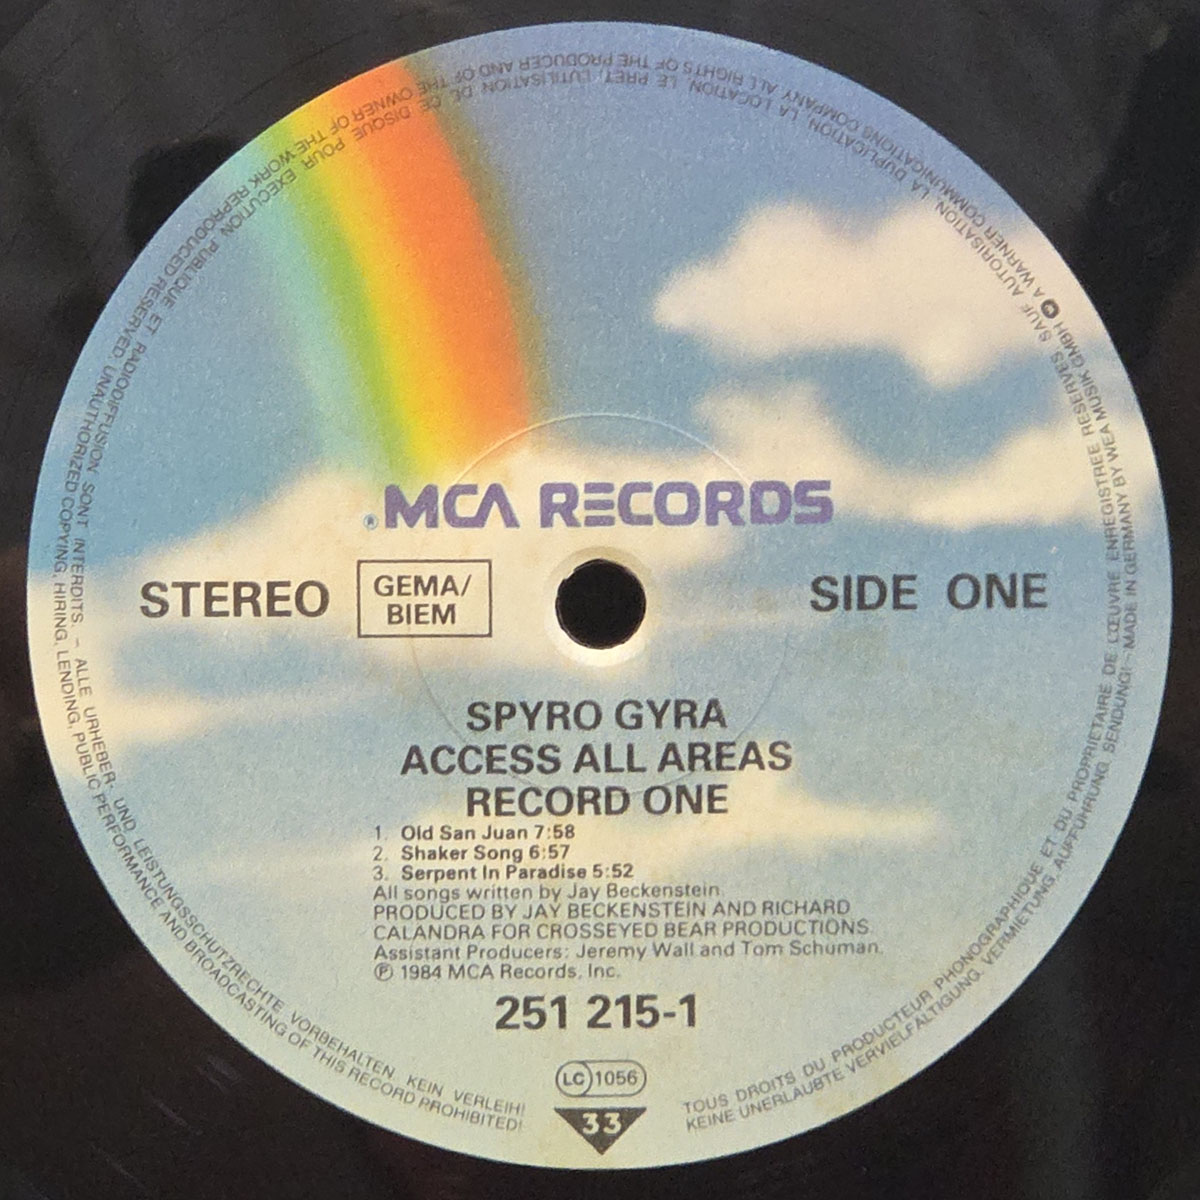 ® MCA RECORDS
STEREO
GEMA/
BIEM
SIDE ONE
SPYRO GYRA
ACCESS ALL AREAS
RECORD ONE
1. Old San Juan 7:58
2. Shaker Song 6:57
3. Serpent In Paradise 5:52
All songs written by Jay Beckenstein.
PRODUCED BY JAY BECKENSTEIN AND RICHARD
CALANDRA FOR CROSSEYED BEAR PRODUCTIONS.
Assistant Producers: Jeremy Wall and Tom Schuman.
℗ 1984 MCA Records, Inc.
251 215-1
LC 1056
33
TOUS DROITS DU PRODUCTEUR PHONOGRAPHIQUE ET DU PROPRIETAIRE DE L'ŒUVRE ENREGISTREE RESERVES SAUF AUTORISATION, LA DUPLICATION, LA LOCATION, LE PRET, L'UTILISATION DE CE DISQUE POUR EXECUTION PUBLIQUE ET RADIODIFFUSION SONT INTERDITS. – ALLE URHEBER- UND LEISTUNGSSCHUTZRECHTE VORBEHALTEN KEIN VERLEIH!
KEINE UNERLAUBTE VERVIELFÄLTIGUNG, VERMIETUNG, AUFFÜHRUNG, SENDUNG! – MADE IN GERMANY BY WEA MUSIK GMBH A WARNER COMMUNICATIONS COMPANY ALL RIGHTS OF THE PRODUCER AND OF THE OWNER OF THE WORK REPRODUCED RESERVED UNAUTHORIZED COPYING, HIRING, LENDING, PUBLIC PERFORMANCE AND BROADCASTING OF THIS RECORD PROHIBITED!